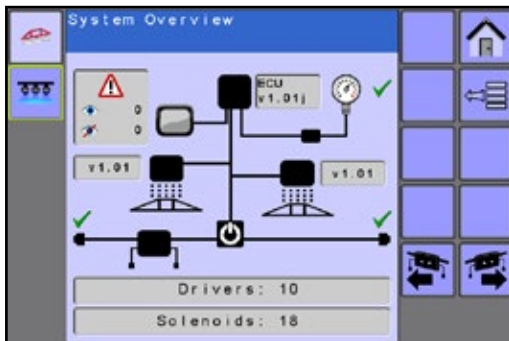 System Overview
ECU
v1.01j
0
0
v1.01
v1.01
Drivers: 10
Solenoids: 18